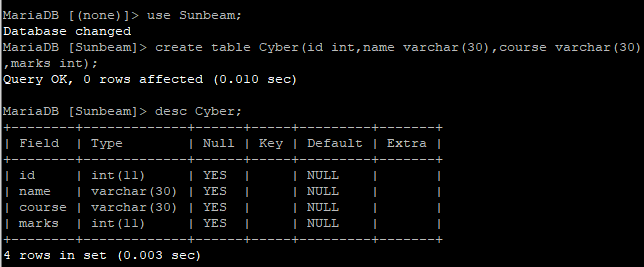 MariaDB [(none)]> use Sunbeam;
Database changed
MariaDB [Sunbeam]> create table Cyber(id int,name varchar(30),course varchar(30)
,marks int);
Query OK, 0 rows affected (0.010 sec)

MariaDB [Sunbeam]> desc Cyber;
+--------+-------------+------+-----+---------+-------+
| Field  | Type        | Null | Key | Default | Extra |
+--------+-------------+------+-----+---------+-------+
| id     | int(11)     | YES  |     | NULL    |       |
| name   | varchar(30) | YES  |     | NULL    |       |
| course | varchar(30) | YES  |     | NULL    |       |
| marks  | int(11)     | YES  |     | NULL    |       |
+--------+-------------+------+-----+---------+-------+
4 rows in set (0.003 sec)